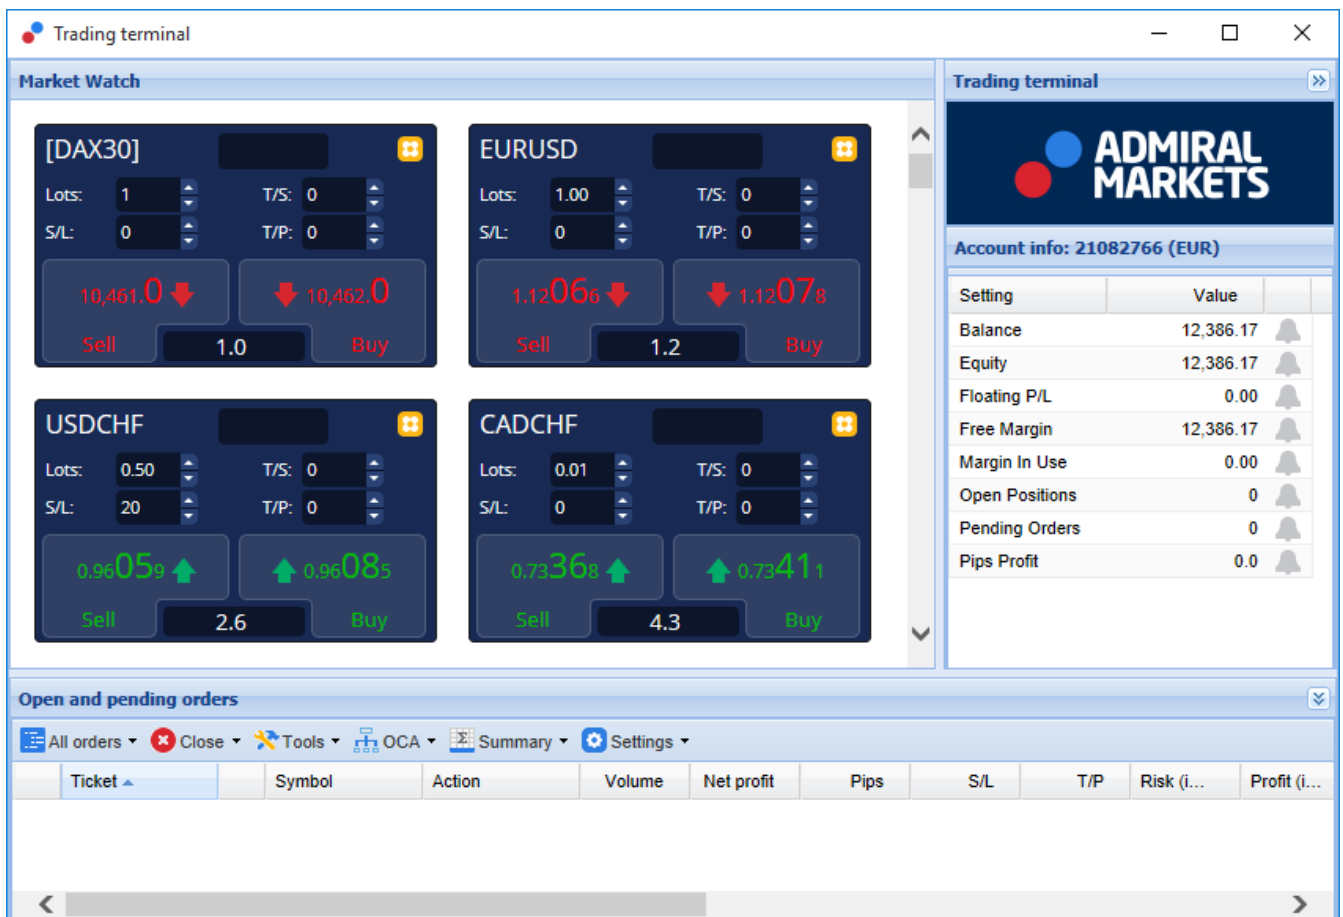 Trading terminal
Market Watch
[DAX30]
Lots: 1 T/S: 0
S/L: 0 T/P: 0
10,461.0 10,462.0
Sell 1.0 Buy
EURUSD
Lots: 1.00 T/S: 0
S/L: 0 T/P: 0
1.12066 1.12078
Sell 1.2 Buy
USDCHF
Lots: 0.50 T/S: 0
S/L: 20 T/P: 0
0.96059 0.96085
Sell 2.6 Buy
CADCHF
Lots: 0.01 T/S: 0
S/L: 0 T/P: 0
0.73368 0.73411
Sell 4.3 Buy
Trading terminal
ADMIRAL
MARKETS
Account info: 21082766 (EUR)
Setting Value
Balance 12,386.17
Equity 12,386.17
Floating P/L 0.00
Free Margin 12,386.17
Margin In Use 0.00
Open Positions 0
Pending Orders 0
Pips Profit 0.0
Open and pending orders
All orders Close Tools OCA Summary Settings
Ticket Symbol Action Volume Net profit Pips S/L T/P Risk (i... Profit (i...